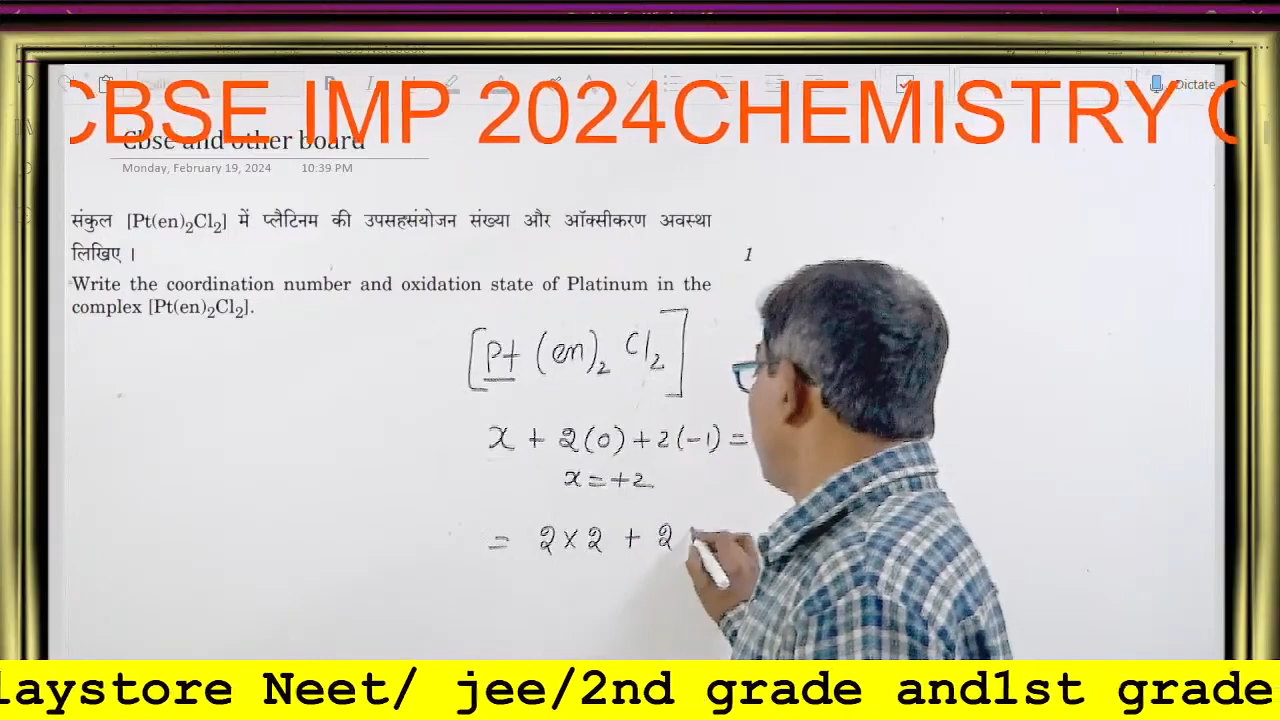 CBSE IMP 2024CHEMISTRY
Cbse and other board
Dictate
Monday, February 19, 2024 10:39 PM
संकुल [Pt(en)₂Cl₂] में प्लैटिनम की उपसहसंयोजन संख्या और ऑक्सीकरण अवस्था
लिखिए । 1
Write the coordination number and oxidation state of Platinum in the
complex [Pt(en)₂Cl₂].
[Pt (en)₂ Cl₂]
x + 2(0) + 2(-1) =
x = +2
= 2 × 2 + 2
laystore Neet/ jee/2nd grade and1st grade